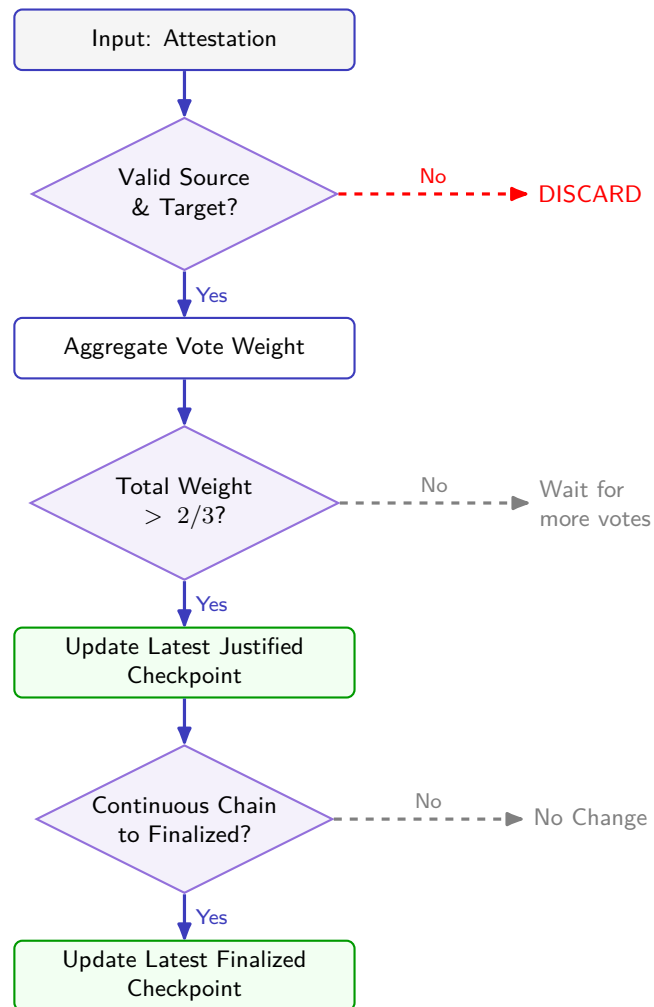 Input: Attestation
Valid Source
& Target?
No
DISCARD
Yes
Aggregate Vote Weight
Total Weight
> 2/3?
No
Wait for
more votes
Yes
Update Latest Justified
Checkpoint
Continuous Chain
to Finalized?
No
No Change
Yes
Update Latest Finalized
Checkpoint